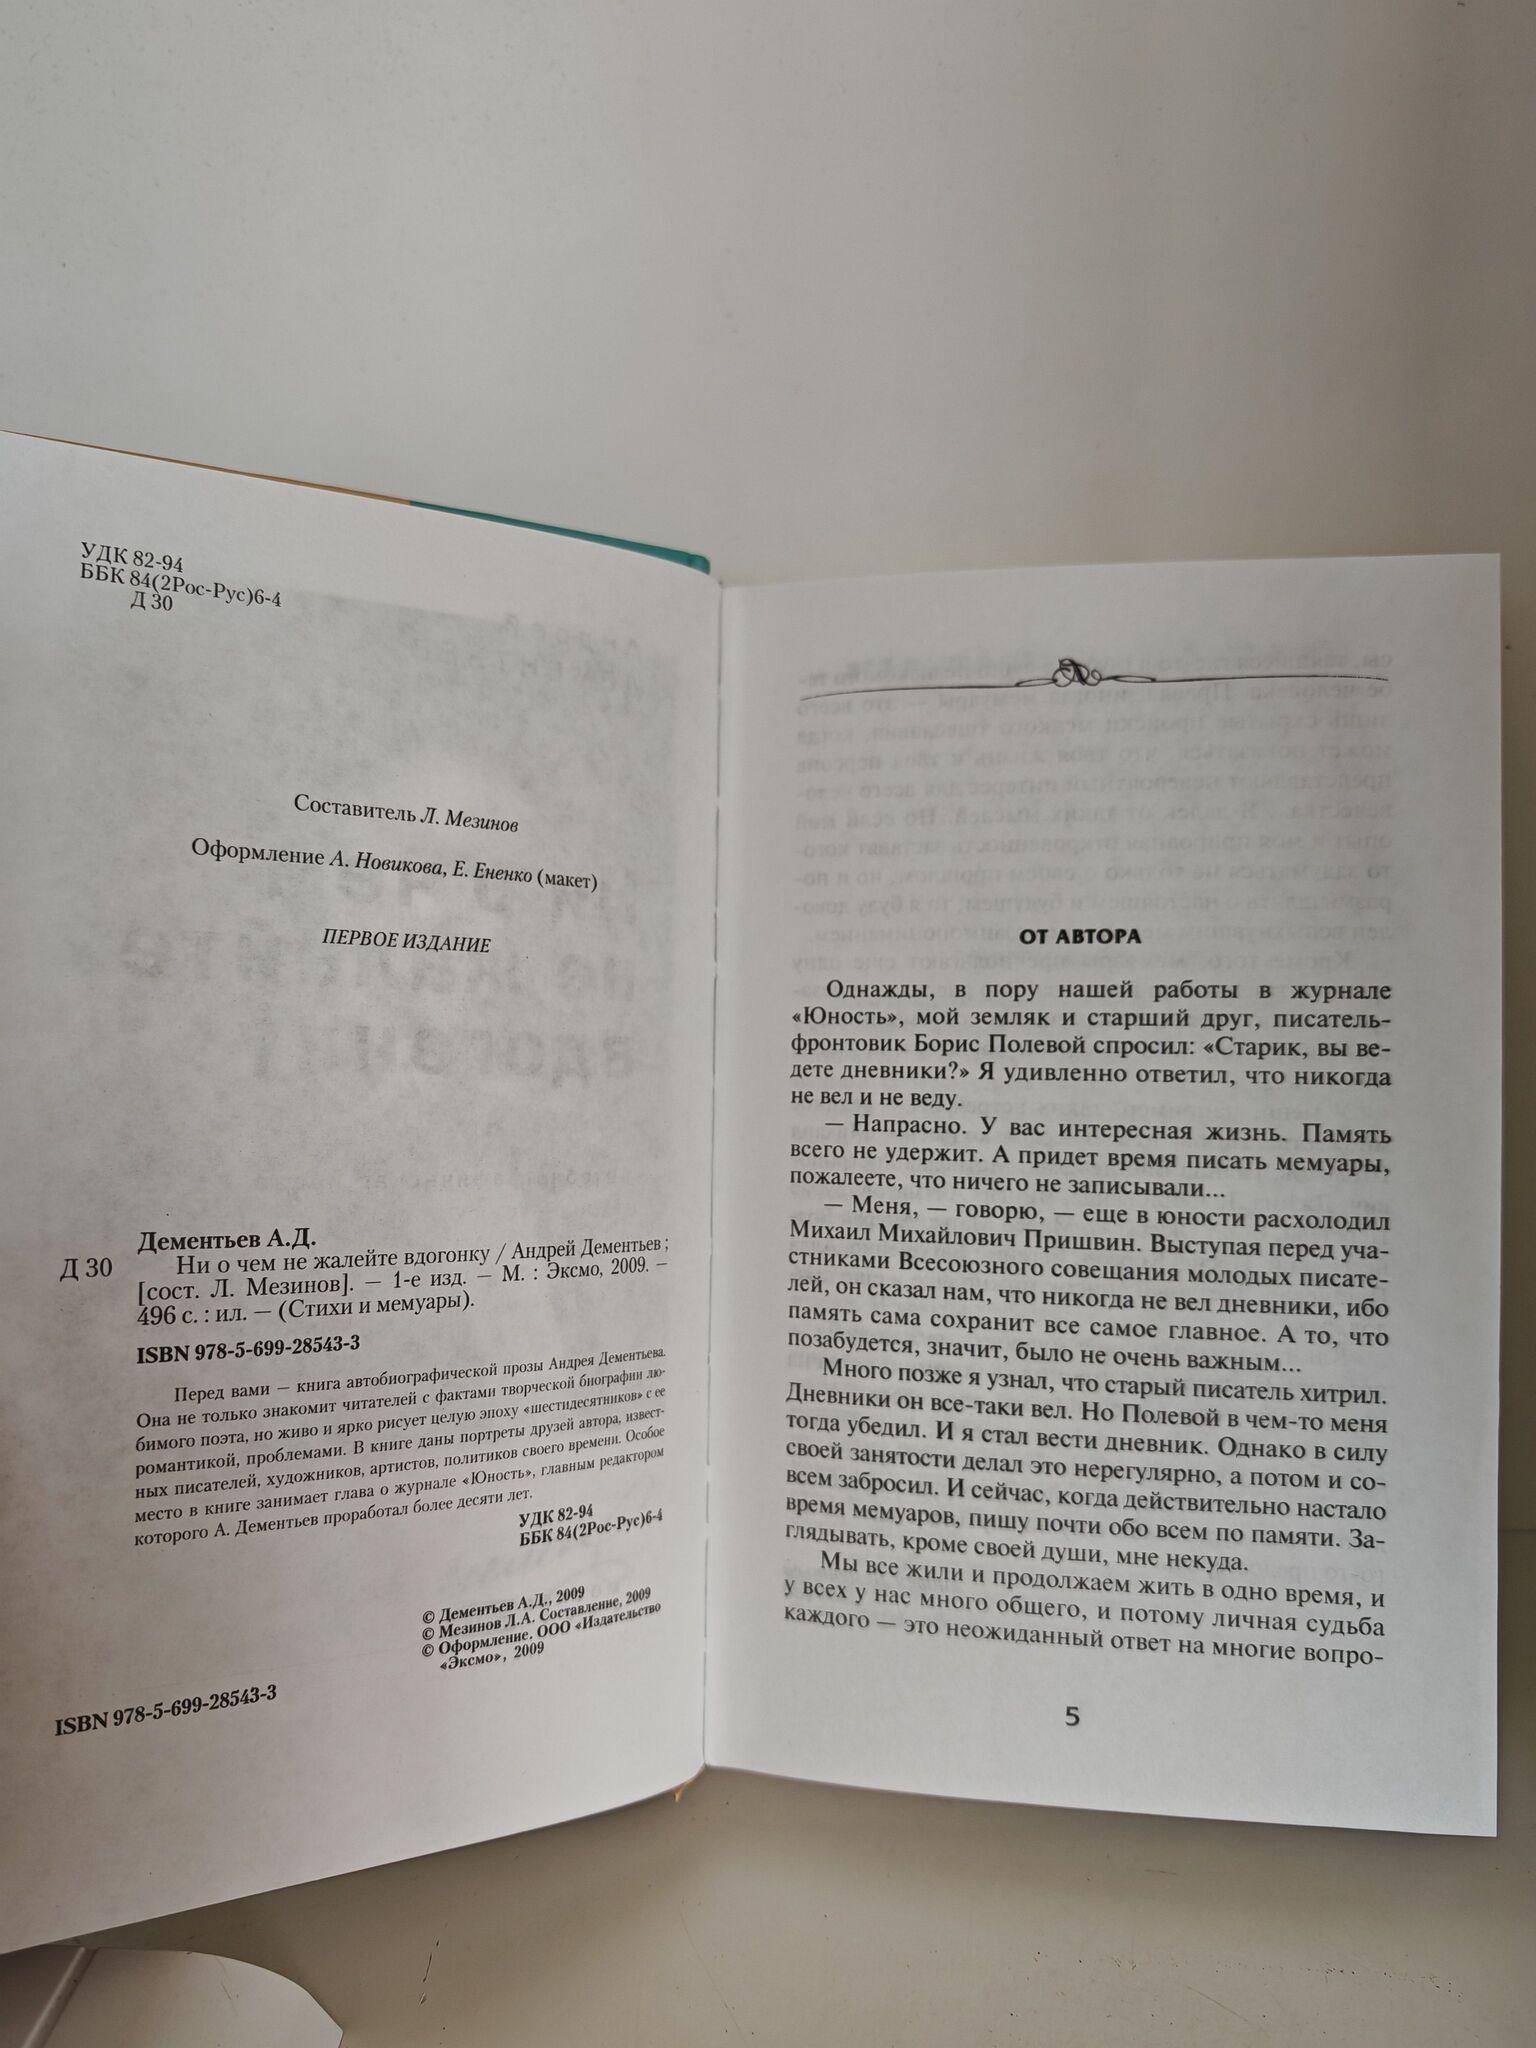 УДК 82-94
ББК 84(2Рос-Рус)6-4
Д 30
Составитель Л. Мезинов
Оформление А. Новикова, Е. Ененко (макет)
ПЕРВОЕ ИЗДАНИЕ
Дементьев А.Д.
Д 30 Ни о чем не жалейте вдогонку / Андрей Дементьев ;
[сост. Л. Мезинов]. — 1-е изд. — М. : Эксмо, 2009. —
496 с. : ил. — (Стихи и мемуары).
ISBN 978-5-699-28543-3
Перед вами — книга автобиографической прозы Андрея Дементьева.
Она не только знакомит читателей с фактами творческой биографии лю-
бимого поэта, но живо и ярко рисует целую эпоху «шестидесятников» с ее
романтикой, проблемами. В книге даны портреты друзей автора, извест-
ных писателей, художников, артистов, политиков своего времени. Особое
место в книге занимает глава о журнале «Юность», главным редактором
которого А. Дементьев проработал более десяти лет.
УДК 82-94
ББК 84(2Рос-Рус)6-4
© Дементьев А.Д., 2009
© Мезинов Л.А. Составление, 2009
© Оформление. ООО «Издательство
«Эксмо», 2009
ISBN 978-5-699-28543-3
ОТ АВТОРА
Однажды, в пору нашей работы в журнале
«Юность», мой земляк и старший друг, писатель-
фронтовик Борис Полевой спросил: «Старик, вы ве-
дете дневники?» Я удивленно ответил, что никогда
не вел и не веду.
— Напрасно. У вас интересная жизнь. Память
всего не удержит. А придет время писать мемуары,
пожалеете, что ничего не записывали...
— Меня, — говорю, — еще в юности расхолодил
Михаил Михайлович Пришвин. Выступая перед уча-
стниками Всесоюзного совещания молодых писате-
лей, он сказал нам, что никогда не вел дневники, ибо
память сама сохранит все самое главное. А то, что
позабудется, значит, было не очень важным...
Много позже я узнал, что старый писатель хитрил.
Дневники он все-таки вел. Но Полевой в чем-то меня
тогда убедил. И я стал вести дневник. Однако в силу
своей занятости делал это нерегулярно, а потом и со-
всем забросил. И сейчас, когда действительно настало
время мемуаров, пишу почти обо всем по памяти. За-
глядывать, кроме своей души, мне некуда.
Мы все жили и продолжаем жить в одно время, и
у всех у нас много общего, и потому личная судьба
каждого — это неожиданный ответ на многие вопро-
5